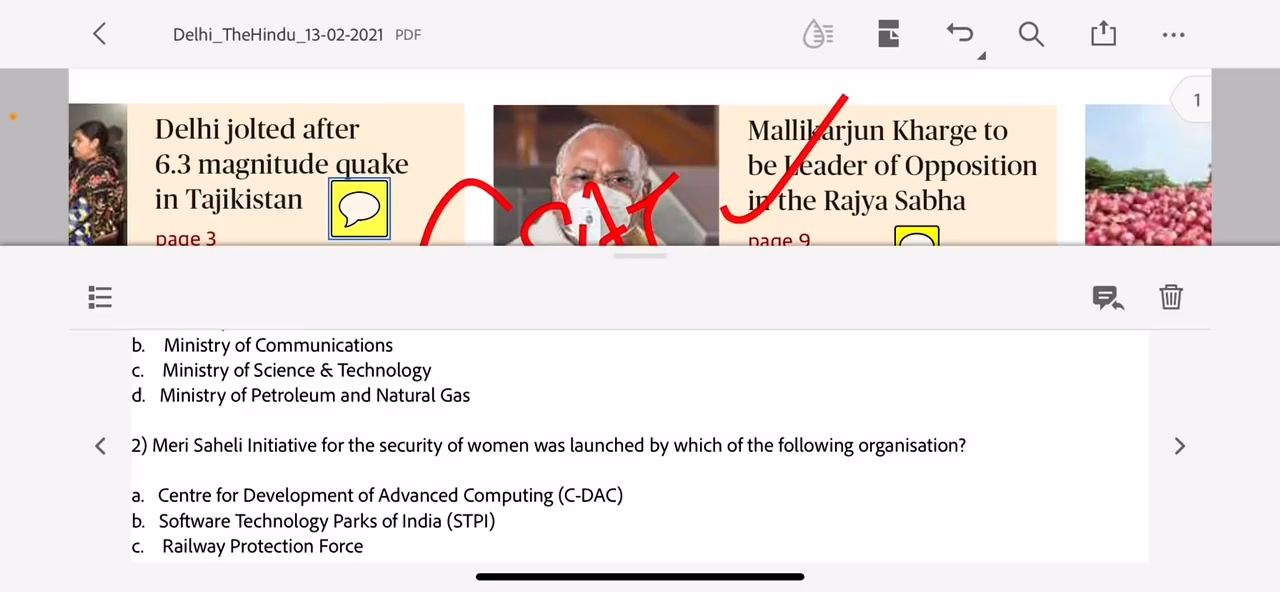 Delhi_TheHindu_13-02-2021 PDF
1
Delhi jolted after
6.3 magnitude quake
in Tajikistan
page 3
Mallikarjun Kharge to
be Leader of Opposition
in the Rajya Sabha
page 9
b. Ministry of Communications
c. Ministry of Science & Technology
d. Ministry of Petroleum and Natural Gas
2) Meri Saheli Initiative for the security of women was launched by which of the following organisation?
a. Centre for Development of Advanced Computing (C-DAC)
b. Software Technology Parks of India (STPI)
c. Railway Protection Force